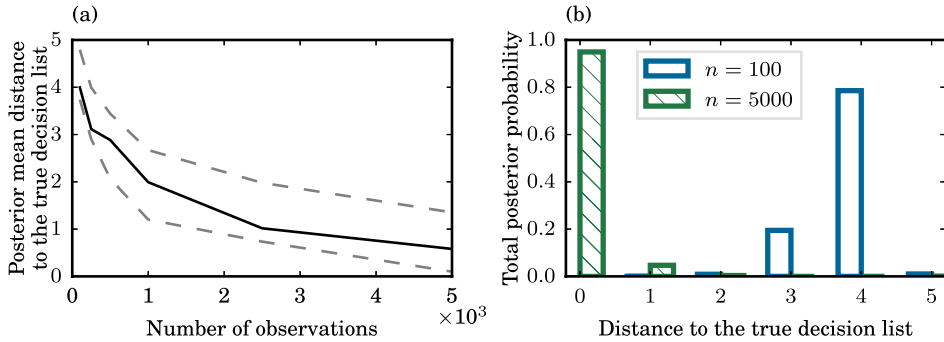 (a)
Posterior mean distance
to the true decision list
5
4
3
2
1
0
0 1 2 3 4 5
×10³
Number of observations
(b)
Total posterior probability
1.0
0.8
0.6
0.4
0.2
0.0
n = 100
n = 5000
0 1 2 3 4 5
Distance to the true decision list